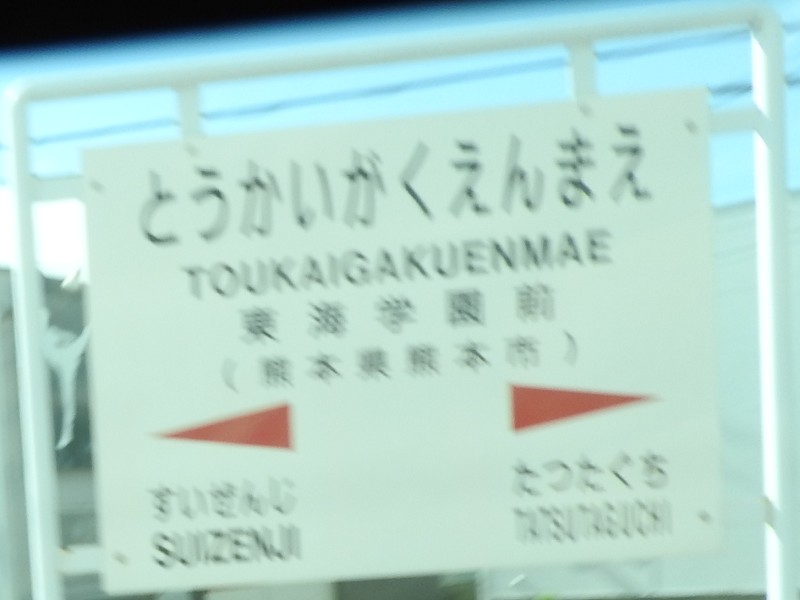 とうかいがくえんまえ
TOUKAIGAKUENMAE
東海学園前
(熊本県熊本市)
すいぜんじ
SUIZENJI
たつたぐち
TATSUTAGUCHI